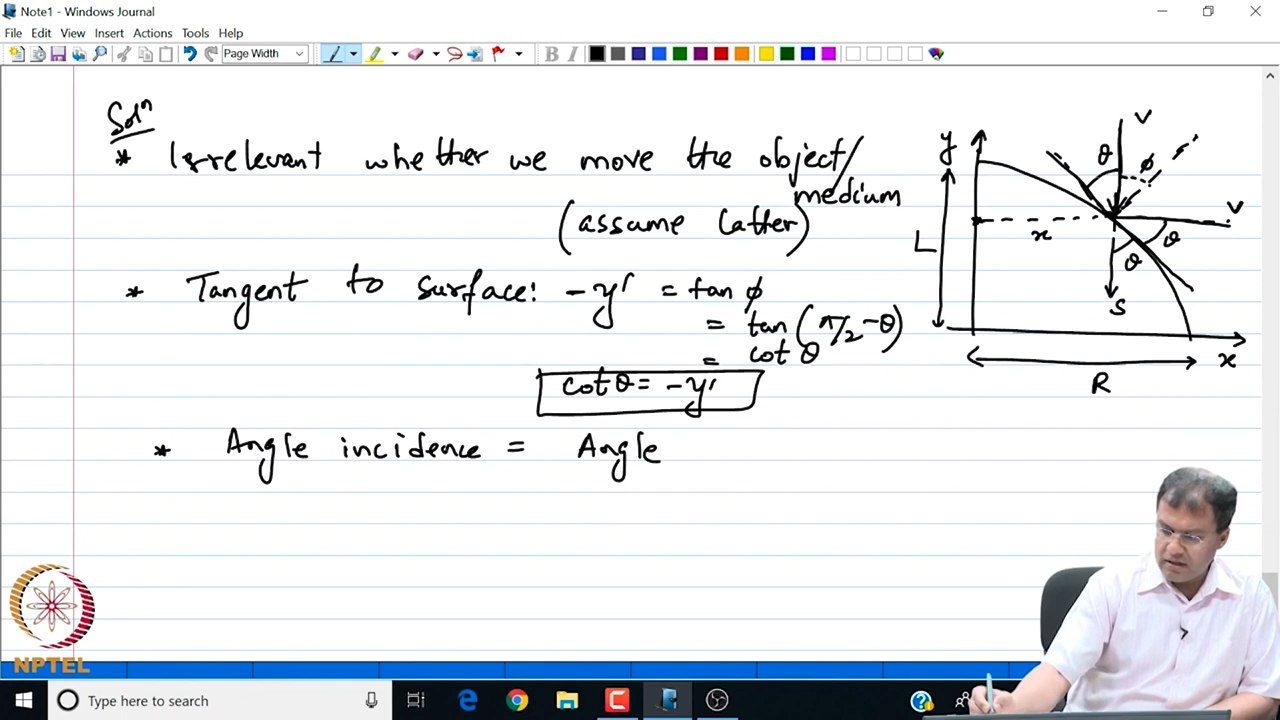 Note1 - Windows Journal
File Edit View Insert Actions Tools Help
Page Width
B I
Solⁿ
* Irrelevant whether we move the object/
medium
(assume latter)
* Tangent to surface: -y' = tan φ
= tan (π/2 - θ)
= cot θ
cot θ = -y'
* Angle incidence = Angle
y
L
x
θ
V
φ
V
θ
θ
S
x
R
NPTEL
Type here to search